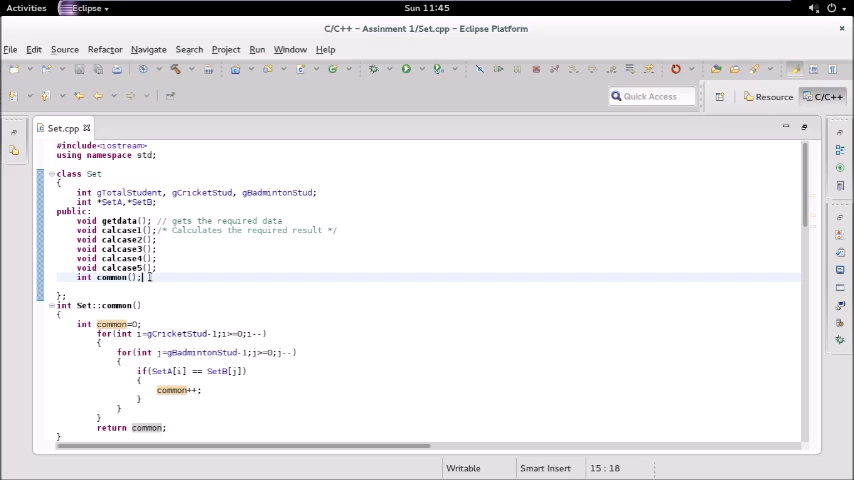 Activities Eclipse Sun 11:45
C/C++ - Assinment 1/Set.cpp - Eclipse Platform
File Edit Source Refactor Navigate Search Project Run Window Help
Quick Access Resource C/C++
Set.cpp
#include<iostream>
using namespace std;
class Set
{
int gTotalStudent, gCricketStud, gBadmintonStud;
int *SetA,*SetB;
public:
void getdata(); // gets the required data
void calcase1();/* Calculates the required result */
void calcase2();
void calcase3();
void calcase4();
void calcase5();
int common();
};
int Set::common()
{
int common=0;
for(int i=gCricketStud-1;i>=0;i--)
{
for(int j=gBadmintonStud-1;j>=0;j--)
{
if(SetA[i] == SetB[j])
{
common++;
}
}
}
return common;
}
Writable Smart Insert 15 : 18